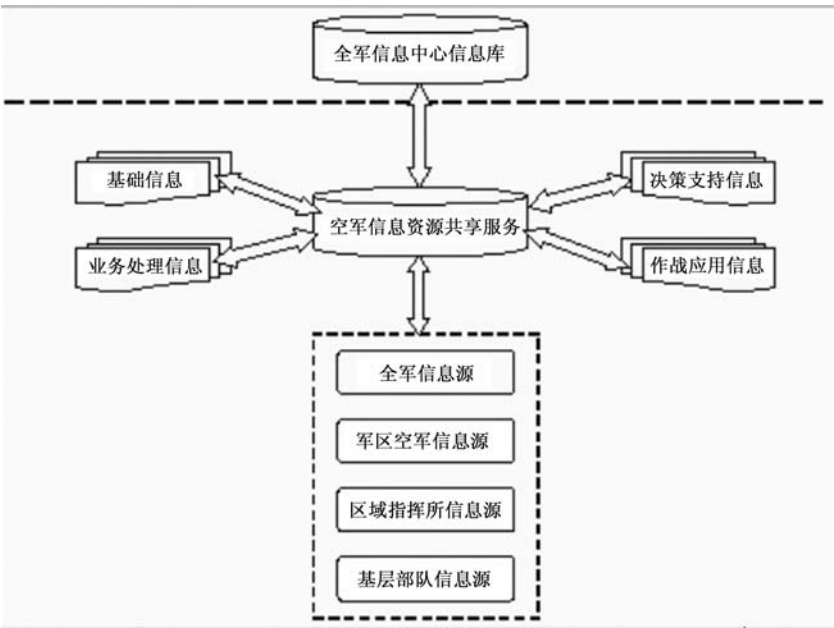 全军信息中心信息库
基础信息
决策支持信息
空军信息资源共享服务
业务处理信息
作战应用信息
全军信息源
军区空军信息源
区域指挥所信息源
基层部队信息源